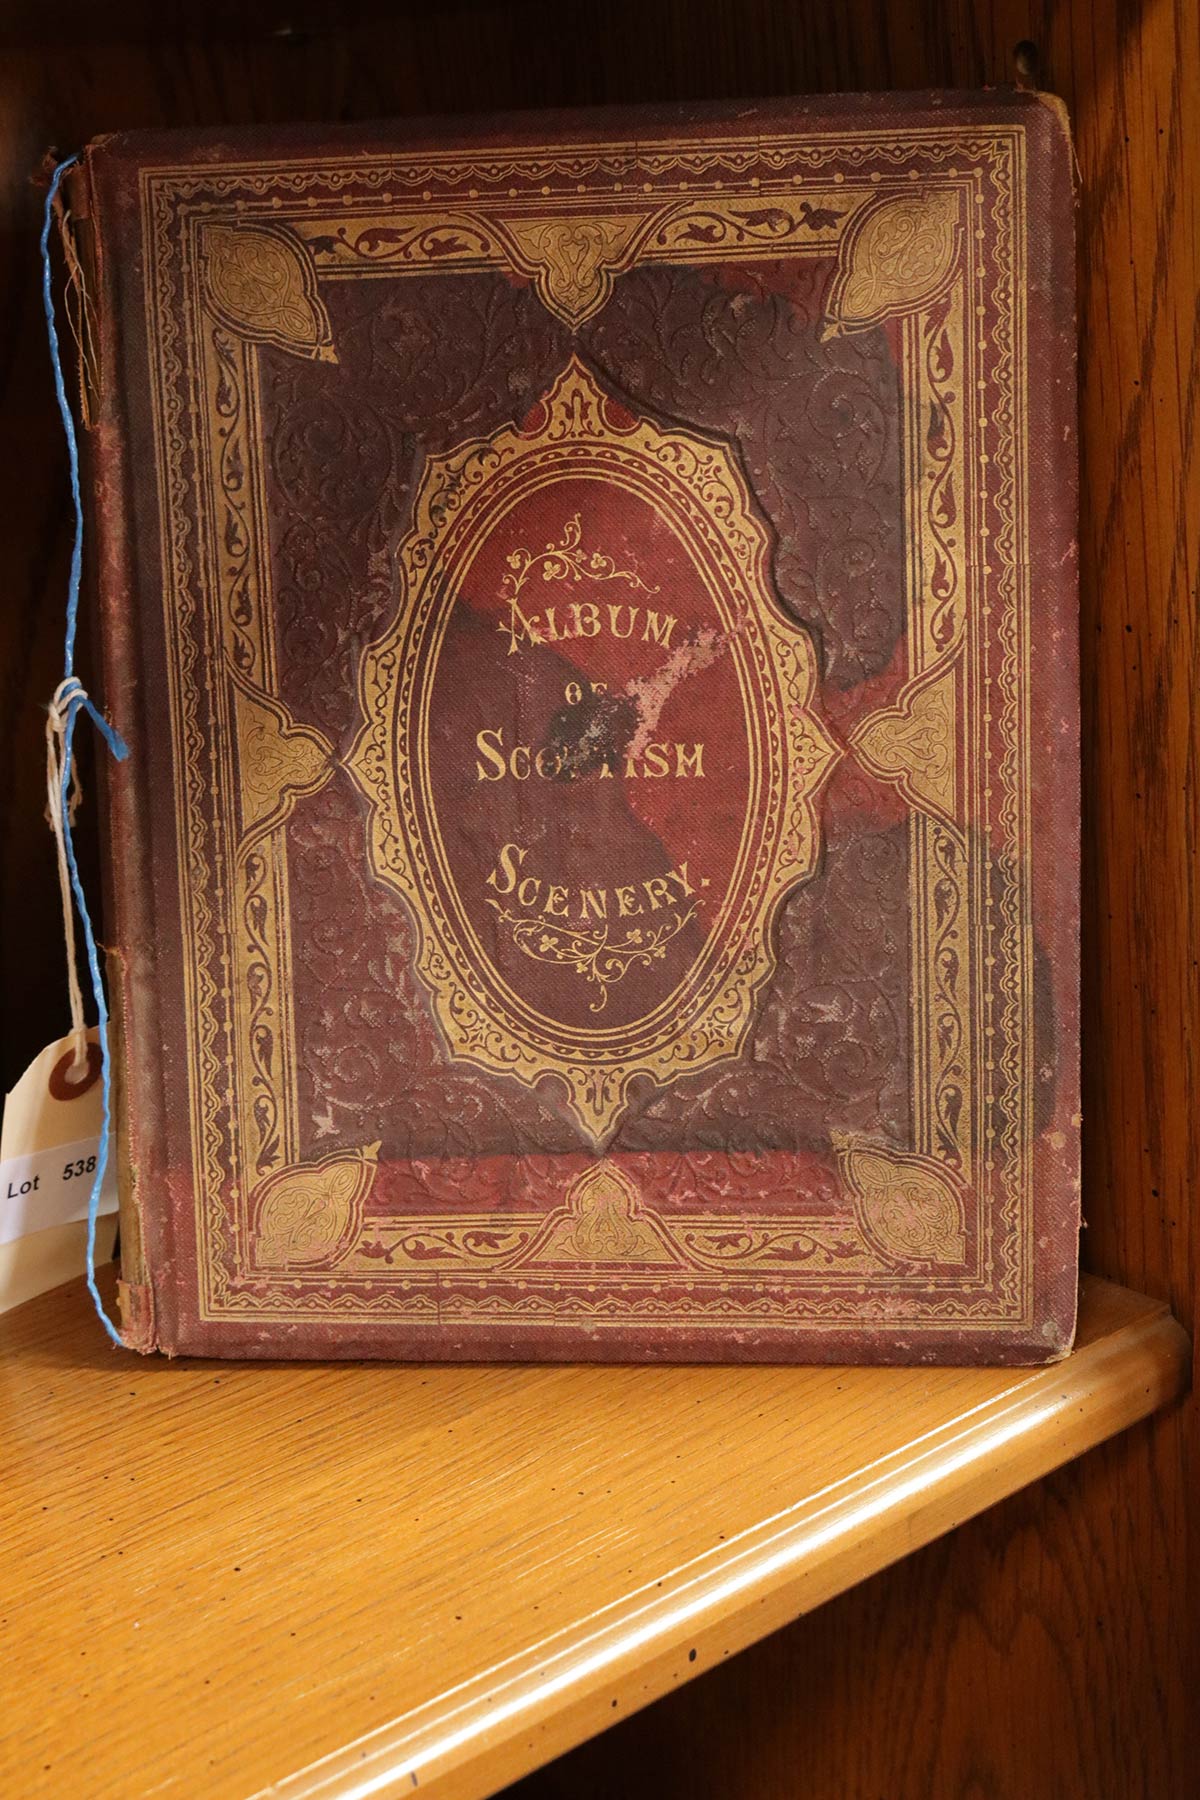 ALBUM
OF
SCOTTISH
SCENERY.
Lot 538